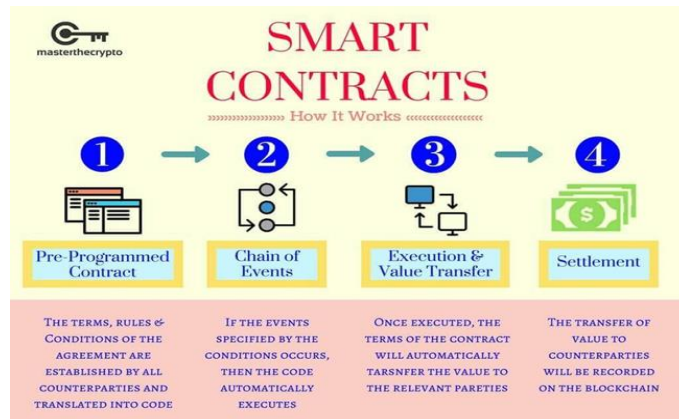 masterthecrypto
SMART
CONTRACTS
How It Works
1
2
3
4
Pre-Programmed
Contract
Chain of
Events
Execution &
Value Transfer
Settlement
THE TERMS, RULES &
CONDITIONS OF THE
AGREEMENT ARE
ESTABLISHED BY ALL
COUNTERPARTIES AND
TRANSLATED INTO CODE
IF THE EVENTS
SPECIFIED BY THE
CONDITIONS OCCURS,
THEN THE CODE
AUTOMATICALLY
EXECUTES
ONCE EXECUTED, THE
TERMS OF THE CONTRACT
WILL AUTOMATICALLY
TARSNFER THE VALUE TO
THE RELEVANT PARETIES
THE TRANSFER OF
VALUE TO
COUNTERPARTIES
WILL BE RECORDED
ON THE BLOCKCHAIN